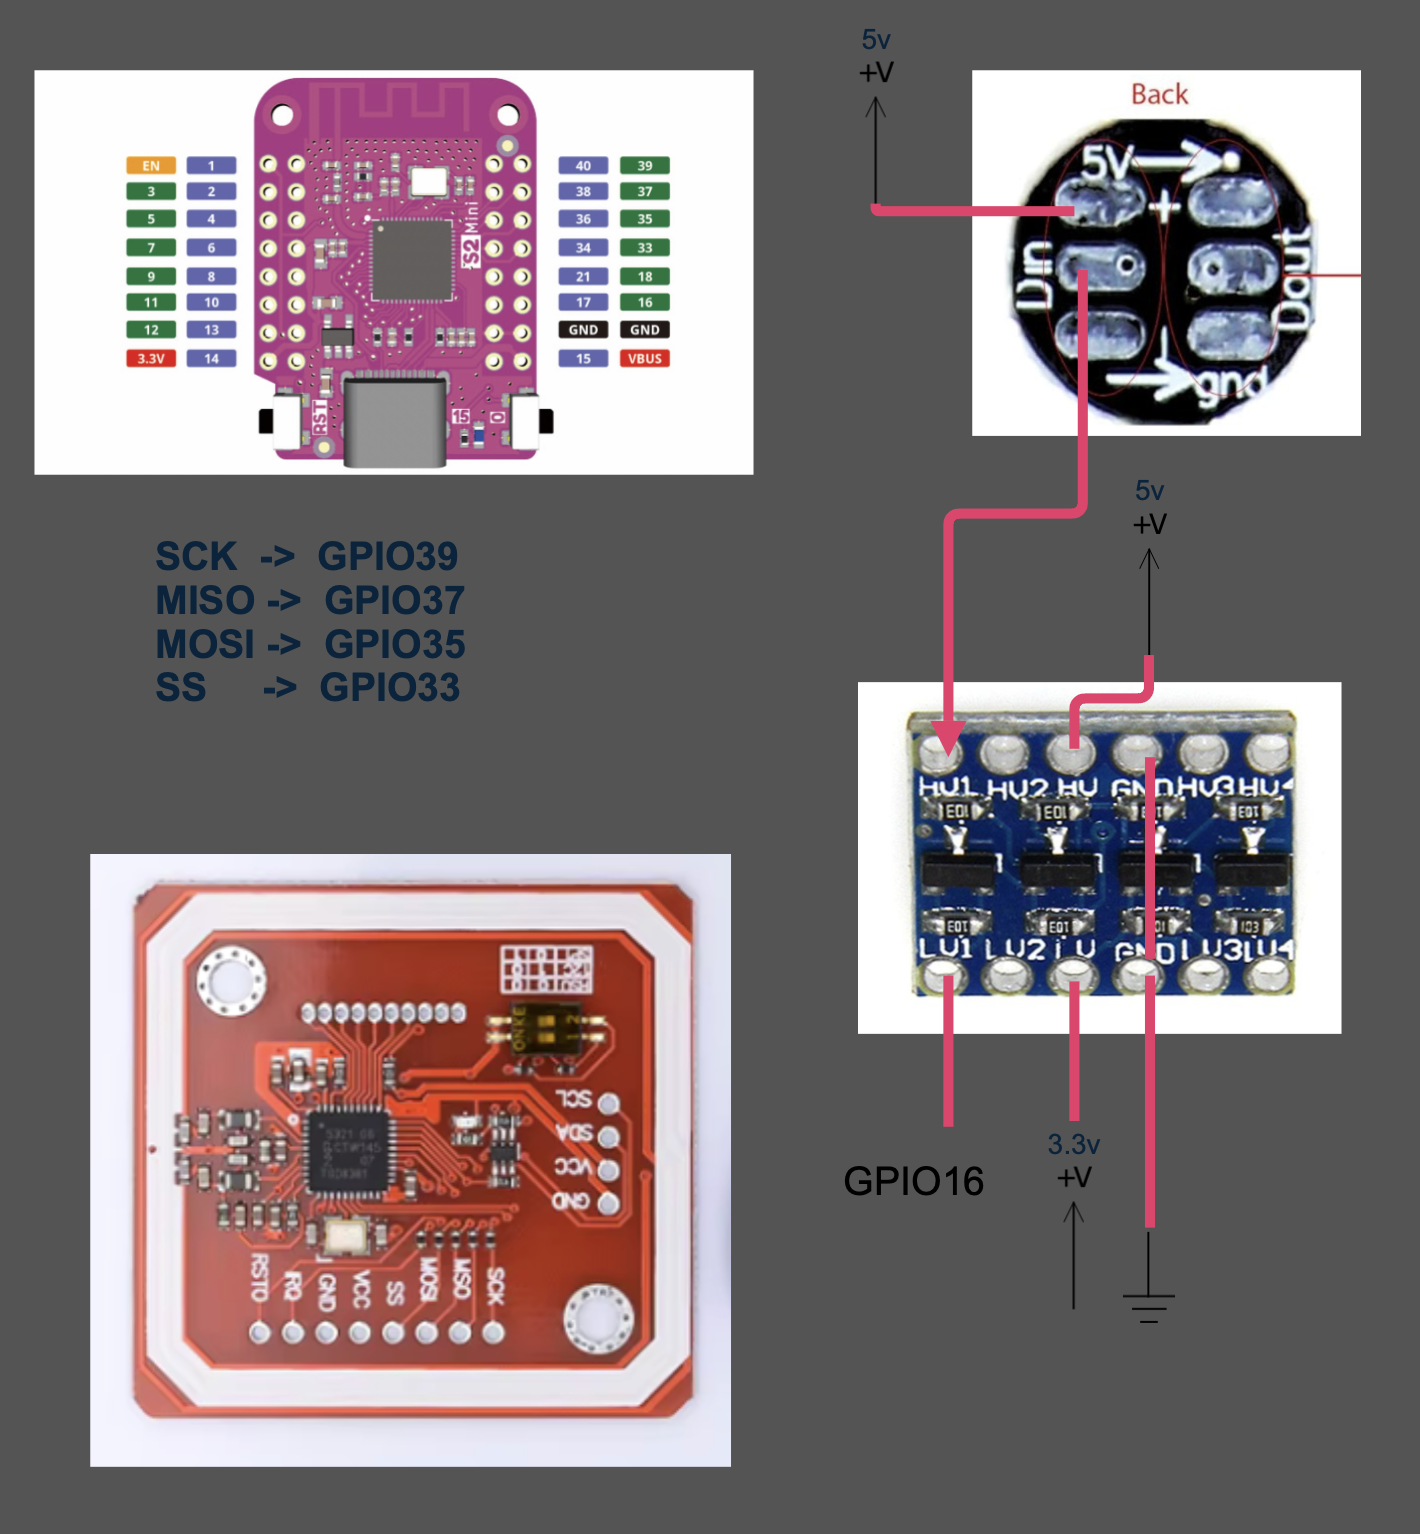 5v
+V
Back
5V
+
Din
Dout
gnd
EN 1 40 39
3 2 38 37
5 4 36 35
7 6 34 33
9 8 21 18
11 10 17 16
12 13 GND GND
3.3V 14 15 VBUS
S2 Mini
RST
15
0
5v
+V
SCK -> GPIO39
MISO -> GPIO37
MOSI -> GPIO35
SS -> GPIO33
HV1 HV2 HV GND HV3 HV4
LV1 LV2 LV GND LV3 LV4
GPIO16
3.3v
+V
ON KE
1 2
SCL
SDA
VCC
GND
RSTO
IRQ
GND
VCC
SS
MOSI
MSO
SCK